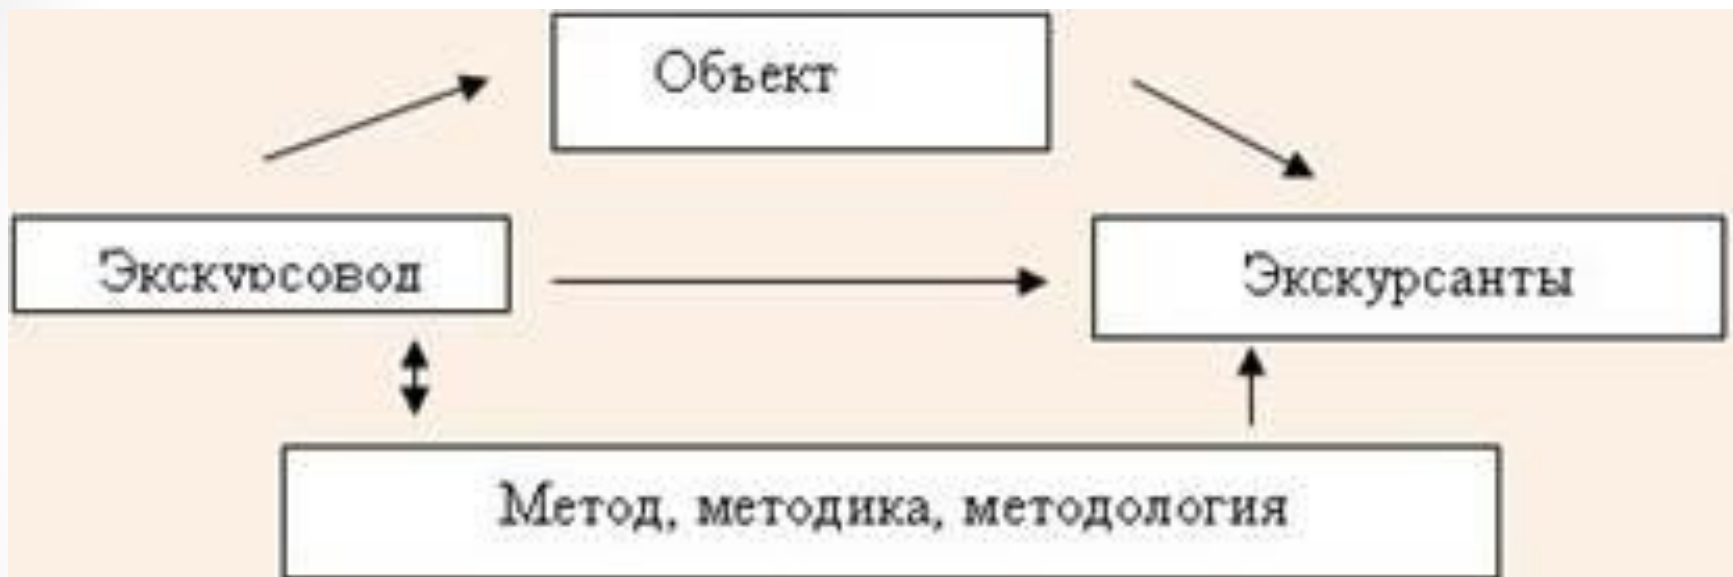 Объект
Экскурсовод
Экскурсанты
Метод, методика, методология